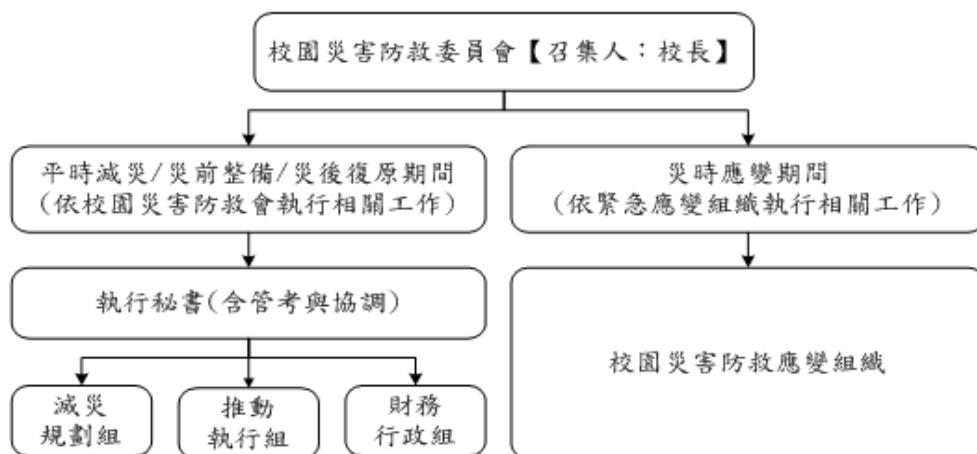 校園災害防救委員會【召集人：校長】
平時減災/災前整備/災後復原期間
(依校園災害防救會執行相關工作)
災時應變期間
(依緊急應變組織執行相關工作)
執行秘書(含管考與協調)
校園災害防救應變組織
減災
規劃組
推動
執行組
財務
行政組